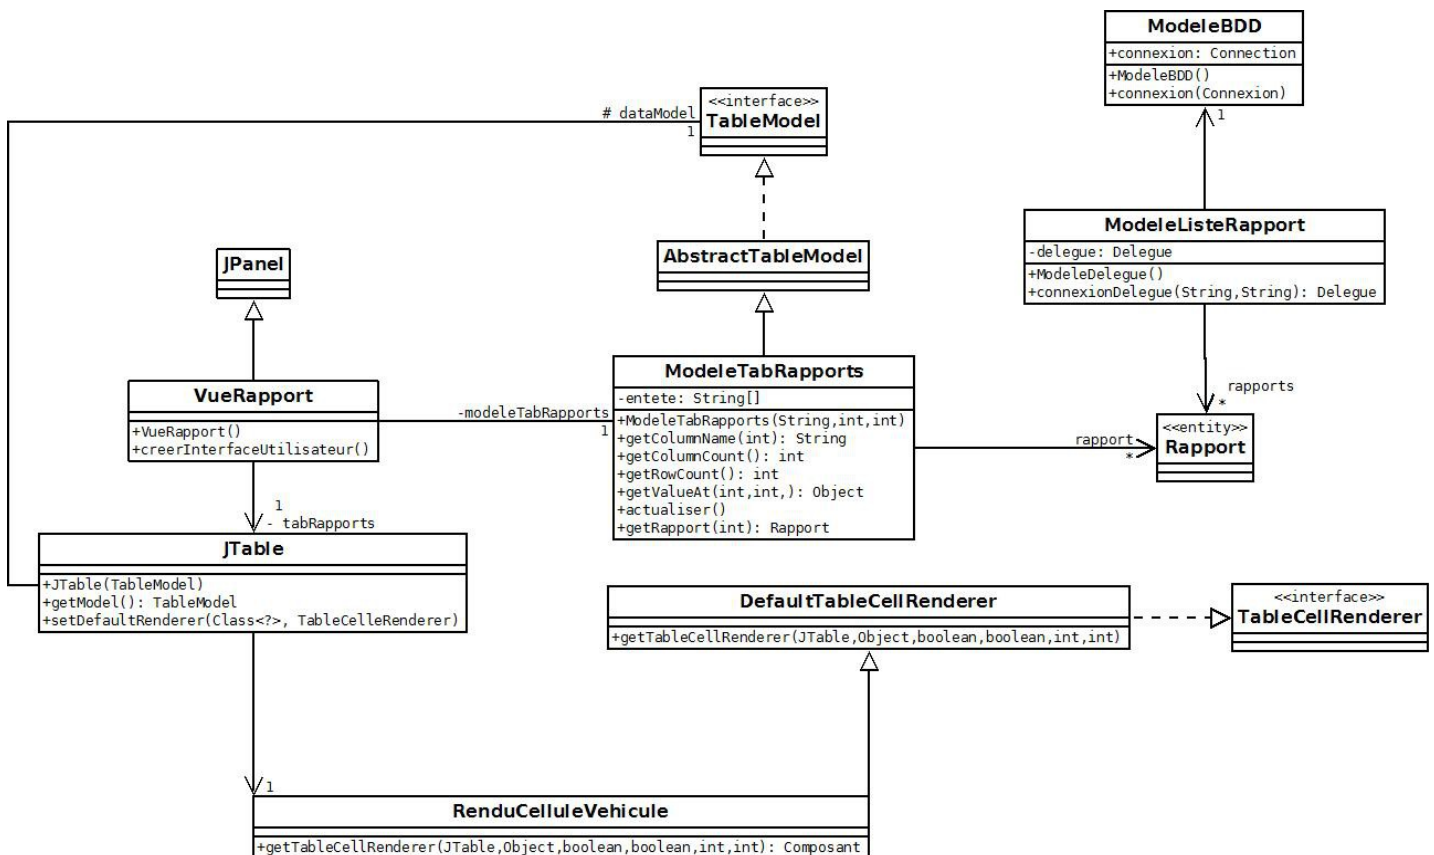 ModeleBDD
+connexion: Connection
+ModeleBDD()
+connexion(Connexion)
1
<<interface>>
TableModel
# dataModel
1
ModeleListeRapport
-delegue: Delegue
+ModeleDelegue()
+connexionDelegue(String,String): Delegue
JPanel
AbstractTableModel
VueRapport
+VueRapport()
+creerInterfaceUtilisateur()
-modeleTabRapports
1
ModeleTabRapports
-entete: String[]
+ModeleTabRapports(String,int,int)
+getColumnName(int): String
+getColumnCount(): int
+getRowCount(): int
+getValueAt(int,int,): Object
+actualiser()
+getRapport(int): Rapport
rapport
*
rapports
*
<<entity>>
Rapport
1
- tabRapports
JTable
+JTable(TableModel)
+getModel(): TableModel
+setDefaultRenderer(Class<?>, TableCelleRenderer)
DefaultTableCellRenderer
+getTableCellRenderer(JTable,Object,boolean,boolean,int,int)
<<interface>>
TableCellRenderer
1
RenduCelluleVehicule
+getTableCellRenderer(JTable,Object,boolean,boolean,int,int): Composant